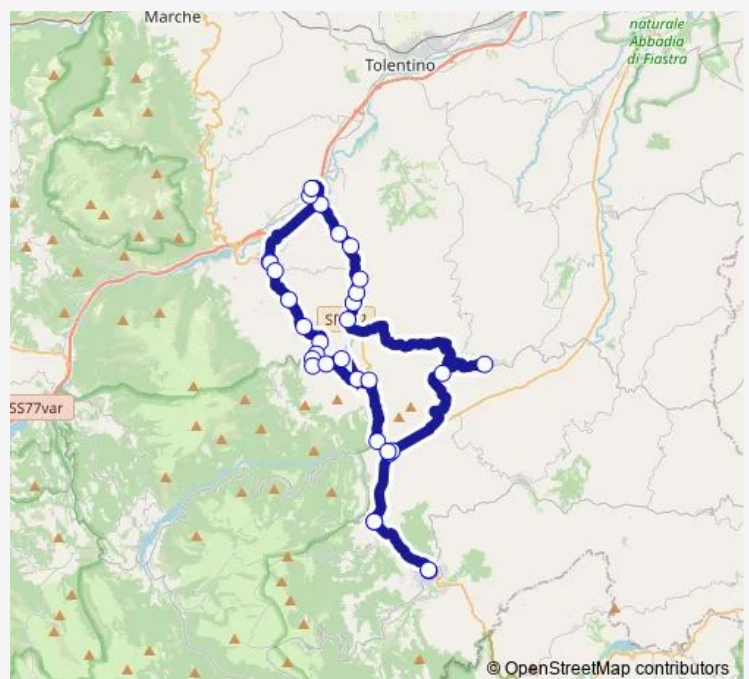 Marche
naturale
Abbadia
di Fiastra
Tolentino
SS77var
© OpenStreetMap contributors